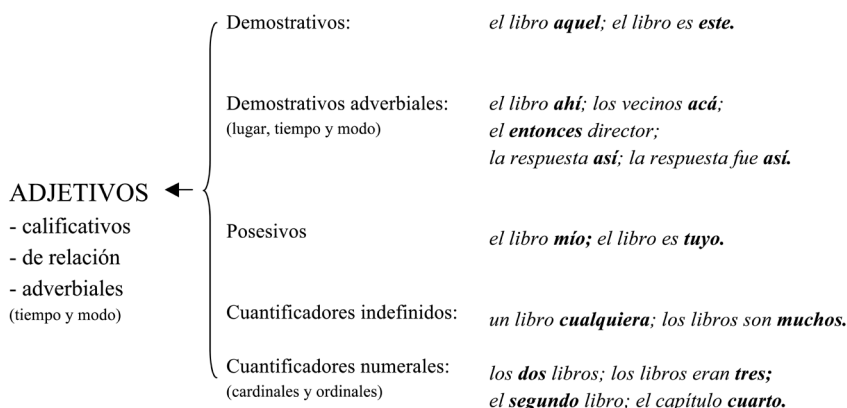 Demostrativos: el libro aquel; el libro es este.
Demostrativos adverbiales: el libro ahí; los vecinos acá;
(lugar, tiempo y modo) el entonces director;
la respuesta así; la respuesta fue así.
ADJETIVOS
- calificativos
- de relación
- adverbiales
(tiempo y modo)
Posesivos el libro mío; el libro es tuyo.
Cuantificadores indefinidos: un libro cualquiera; los libros son muchos.
Cuantificadores numerales: los dos libros; los libros eran tres;
(cardinales y ordinales) el segundo libro; el capítulo cuarto.